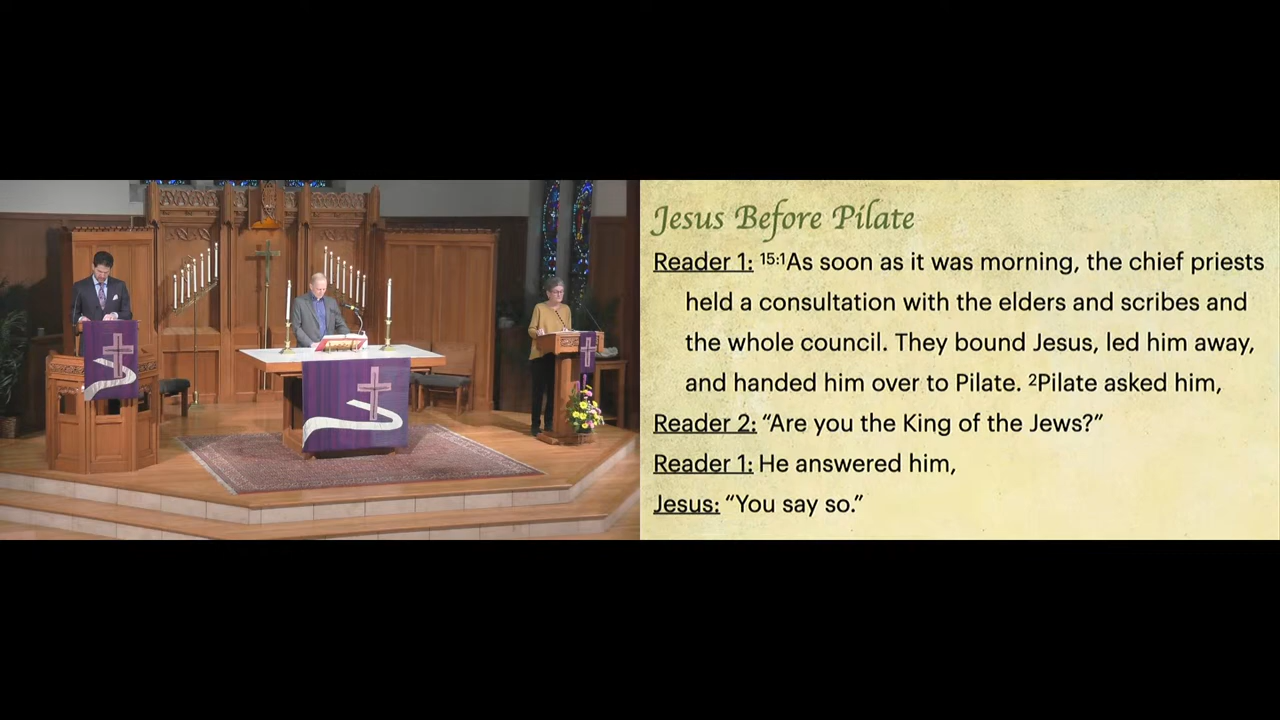 Jesus Before Pilate
Reader 1: 15:1As soon as it was morning, the chief priests
held a consultation with the elders and scribes and
the whole council. They bound Jesus, led him away,
and handed him over to Pilate. 2Pilate asked him,
Reader 2: “Are you the King of the Jews?”
Reader 1: He answered him,
Jesus: “You say so.”